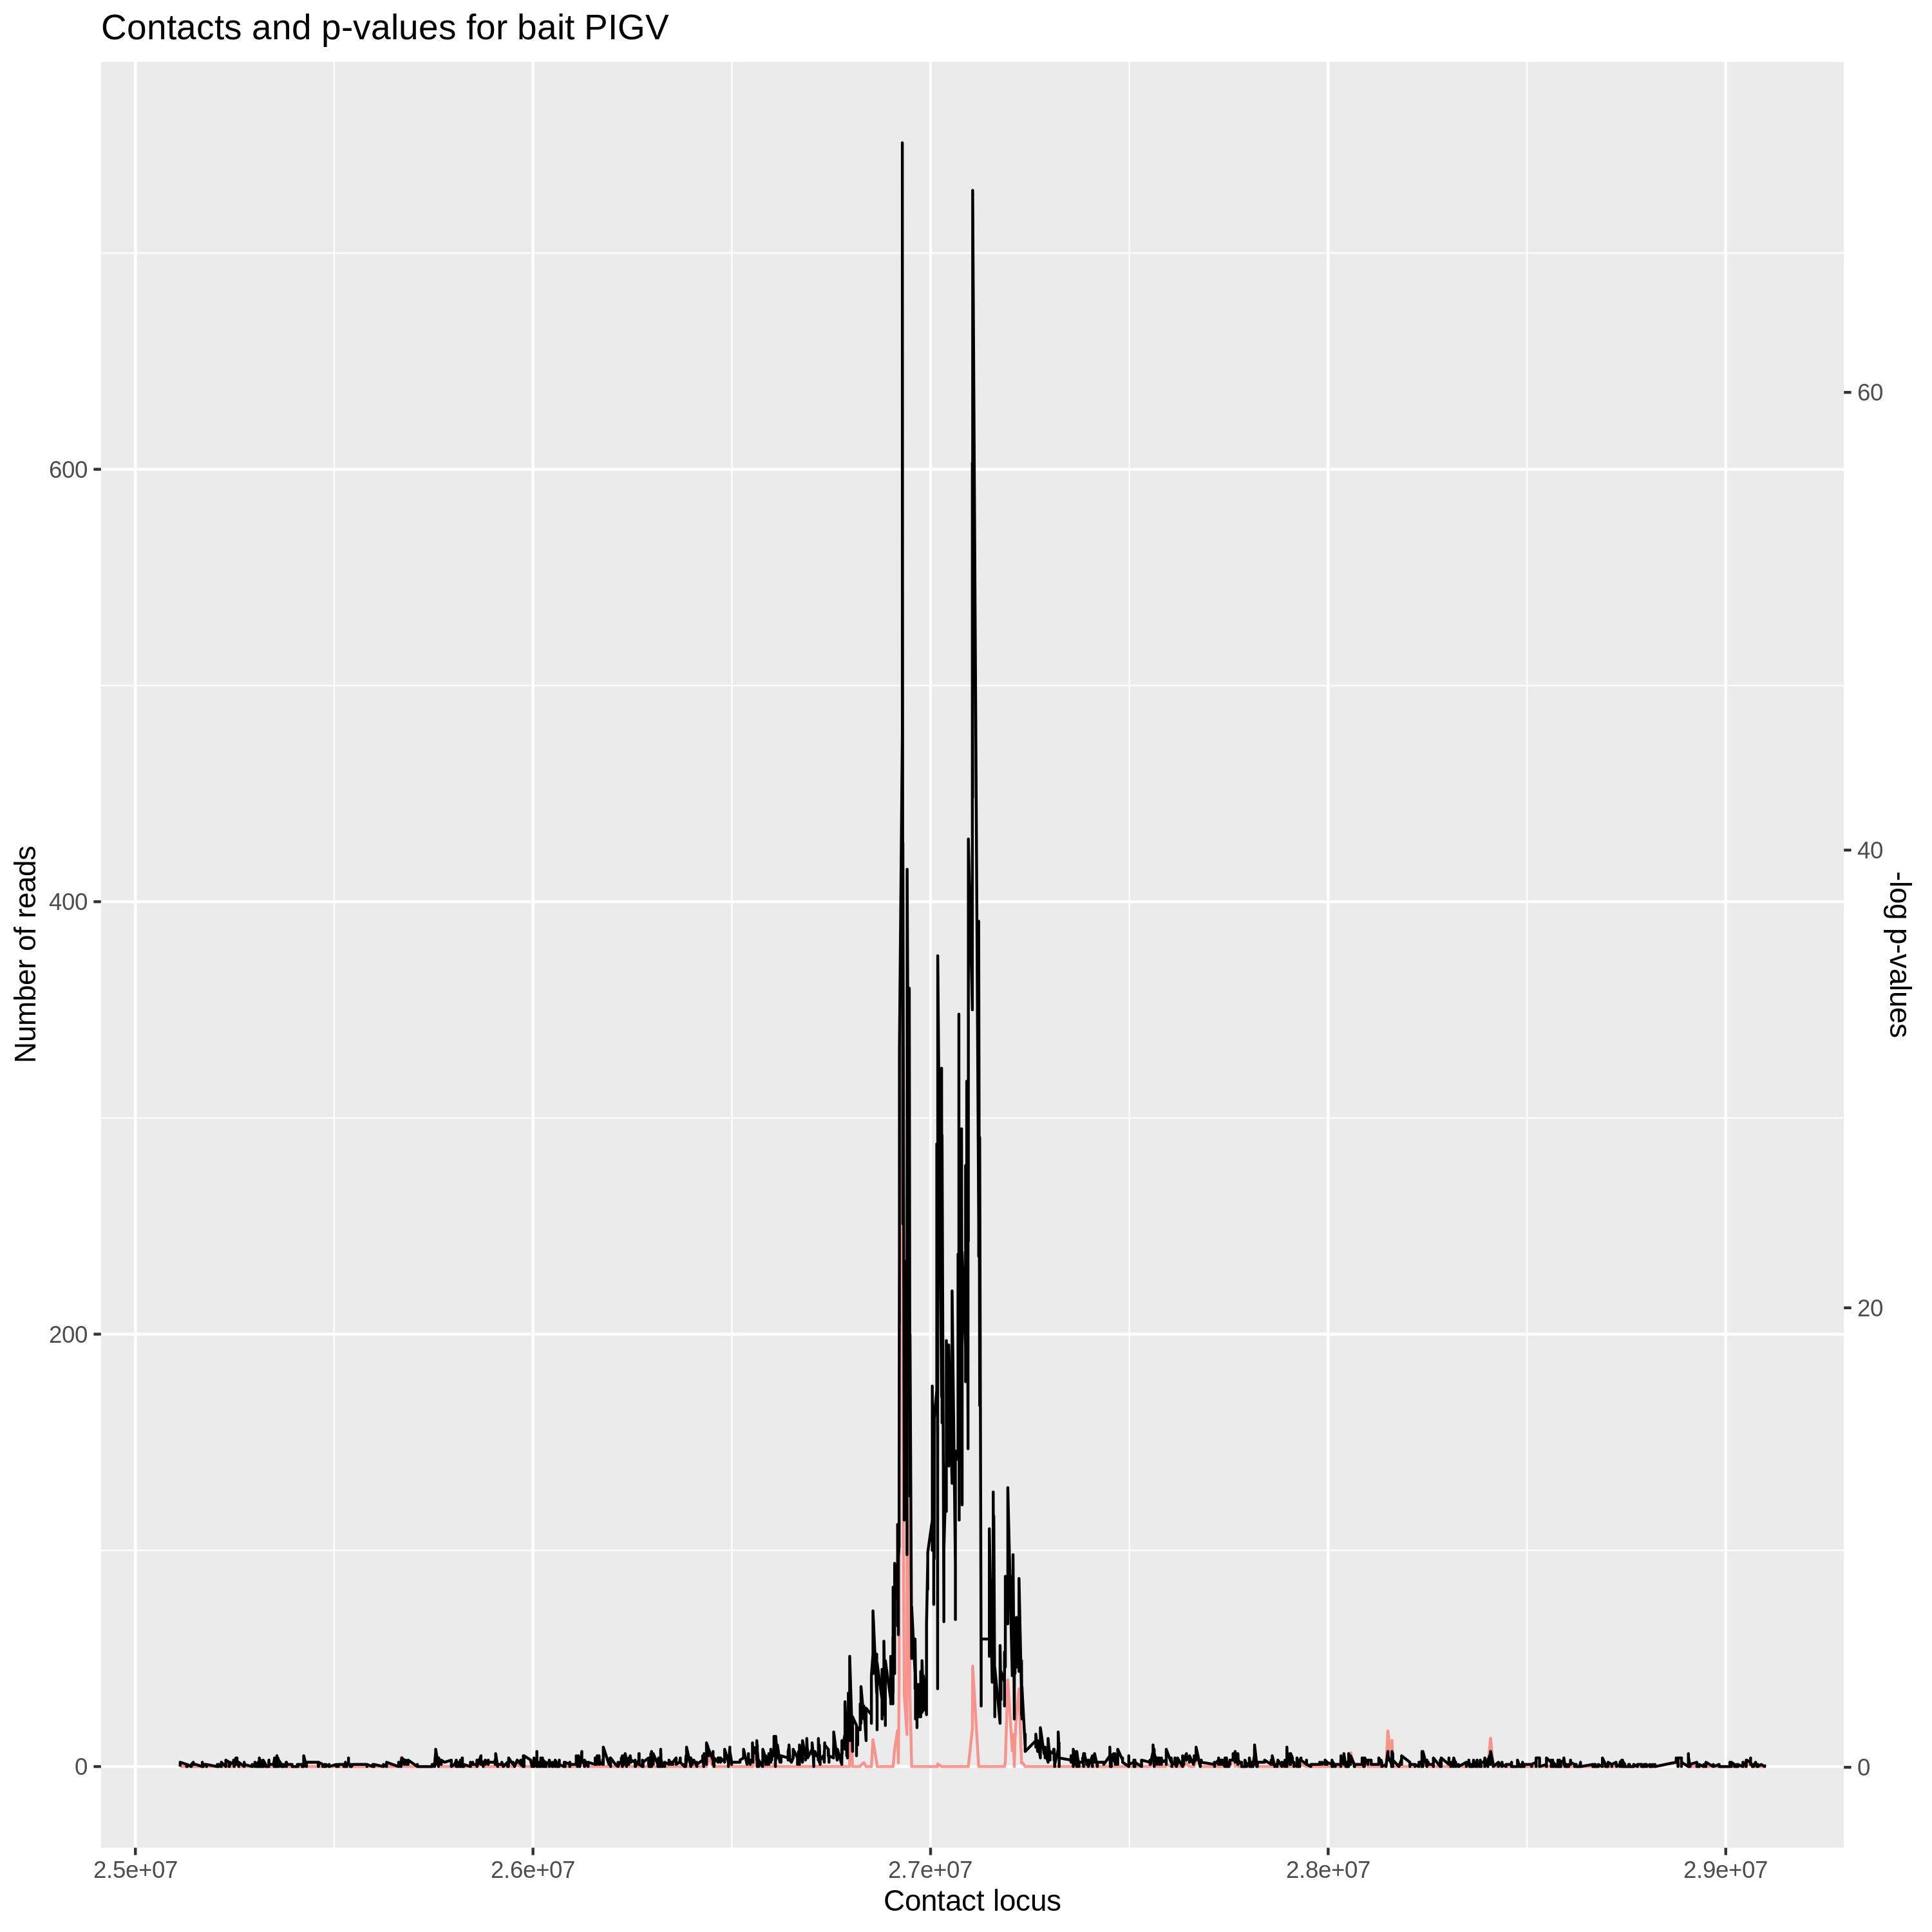 Contacts and p-values for bait PIGV
Number of reads
600
400
200
0
60
40
20
0
-log p-values
2.5e+07
2.6e+07
2.7e+07
2.8e+07
2.9e+07
Contact locus